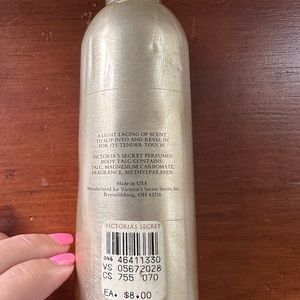 A LIGHT LACING OF SCENT
TO SLIP INTO AND REVEL IN
FOR ITS TENDER TOUCH
VICTORIA'S SECRET PERFUMED
BODY TALC CONTAINS:
TALC, MAGNESIUM CARBONATE,
FRAGRANCE, METHYLPARABEN
Made in USA
Manufactured for Victoria's Secret Stores, Inc.
Reynoldsburg, OH 43216
VICTORIA'S SECRET
046 46411330
VS 05672028
CS 755 070
EA. $8.00